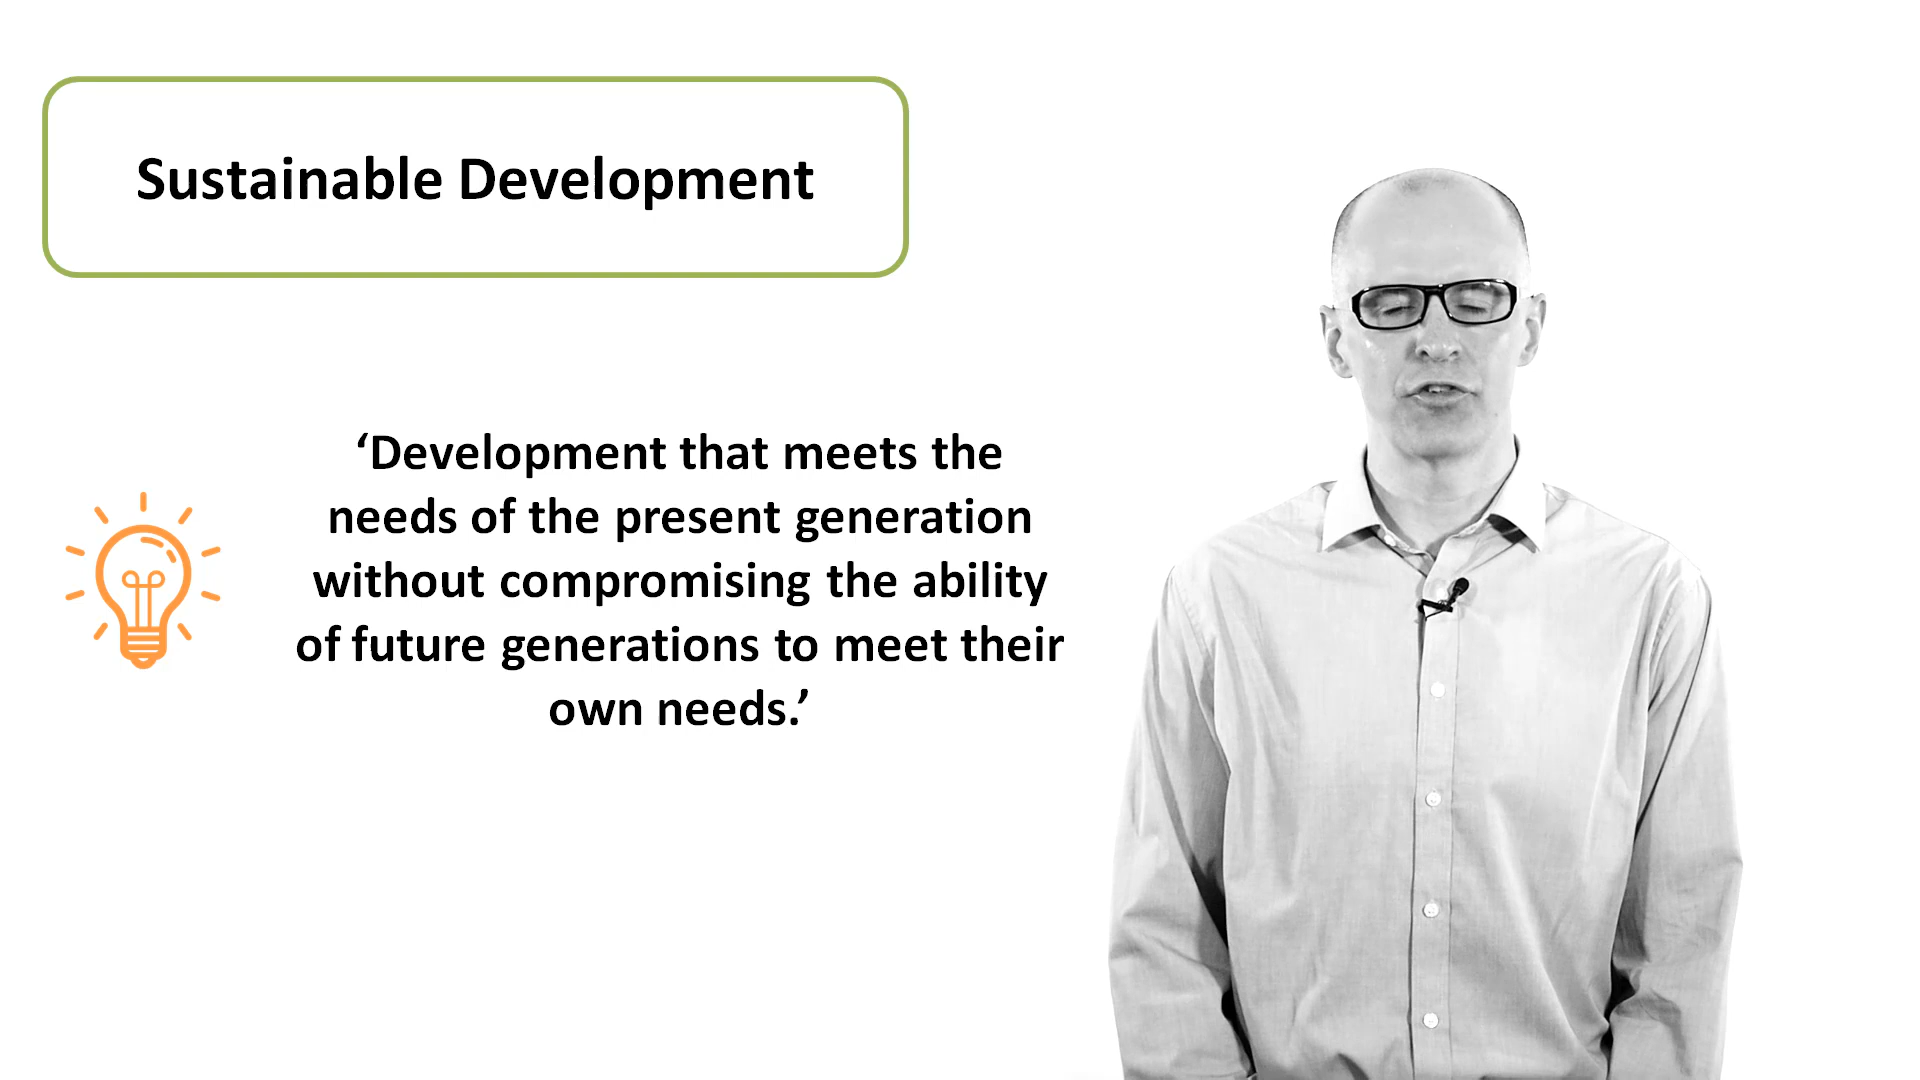 Sustainable Development
‘Development that meets the
needs of the present generation
without compromising the ability
of future generations to meet their
own needs.’